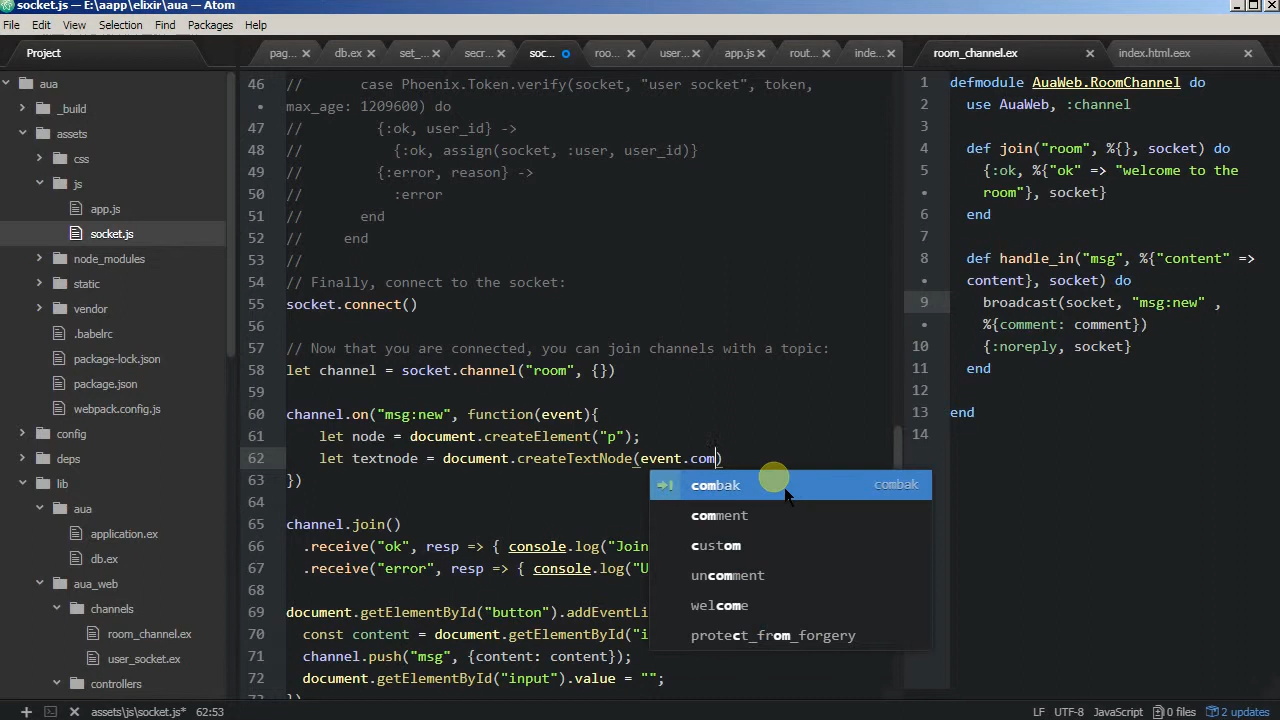 socket.js — E:\aapp\elixir\aua — Atom
File Edit View Selection Find Packages Help
Project
pag... db.ex set_... secr... soc... roo... user... app.js rout... inde... room_channel.ex index.html.eex
aua
_build
assets
css
js
app.js
socket.js
node_modules
static
vendor
.babelrc
package-lock.json
package.json
webpack.config.js
config
deps
lib
aua
application.ex
db.ex
aua_web
channels
room_channel.ex
user_socket.ex
controllers
46 // case Phoenix.Token.verify(socket, "user socket", token,
• max_age: 1209600) do
47 // {:ok, user_id} ->
48 // {:ok, assign(socket, :user, user_id)}
49 // {:error, reason} ->
50 // :error
51 // end
52 // end
53 //
54 // Finally, connect to the socket:
55 socket.connect()
56
57 // Now that you are connected, you can join channels with a topic:
58 let channel = socket.channel("room", {})
59
60 channel.on("msg:new", function(event){
61 let node = document.createElement("p");
62 let textnode = document.createTextNode(event.com)
63 })
64
65 channel.join()
66 .receive("ok", resp => { console.log("Join
67 .receive("error", resp => { console.log("U
68
69 document.getElementById("button").addEventLi
70 const content = document.getElementById("i
71 channel.push("msg", {content: content});
72 document.getElementById("input").value = "";
73 })
combak combak
comment
custom
uncomment
welcome
protect_from_forgery
1 defmodule AuaWeb.RoomChannel do
2 use AuaWeb, :channel
3
4 def join("room", %{}, socket) do
5 {:ok, %{"ok" => "welcome to the
• room"}, socket}
6 end
7
8 def handle_in("msg", %{"content" =>
• content}, socket) do
9 broadcast(socket, "msg:new" ,
• %{comment: comment})
10 {:noreply, socket}
11 end
12
13 end
14
assets\js\socket.js* 62:53 LF UTF-8 JavaScript 0 files 2 updates